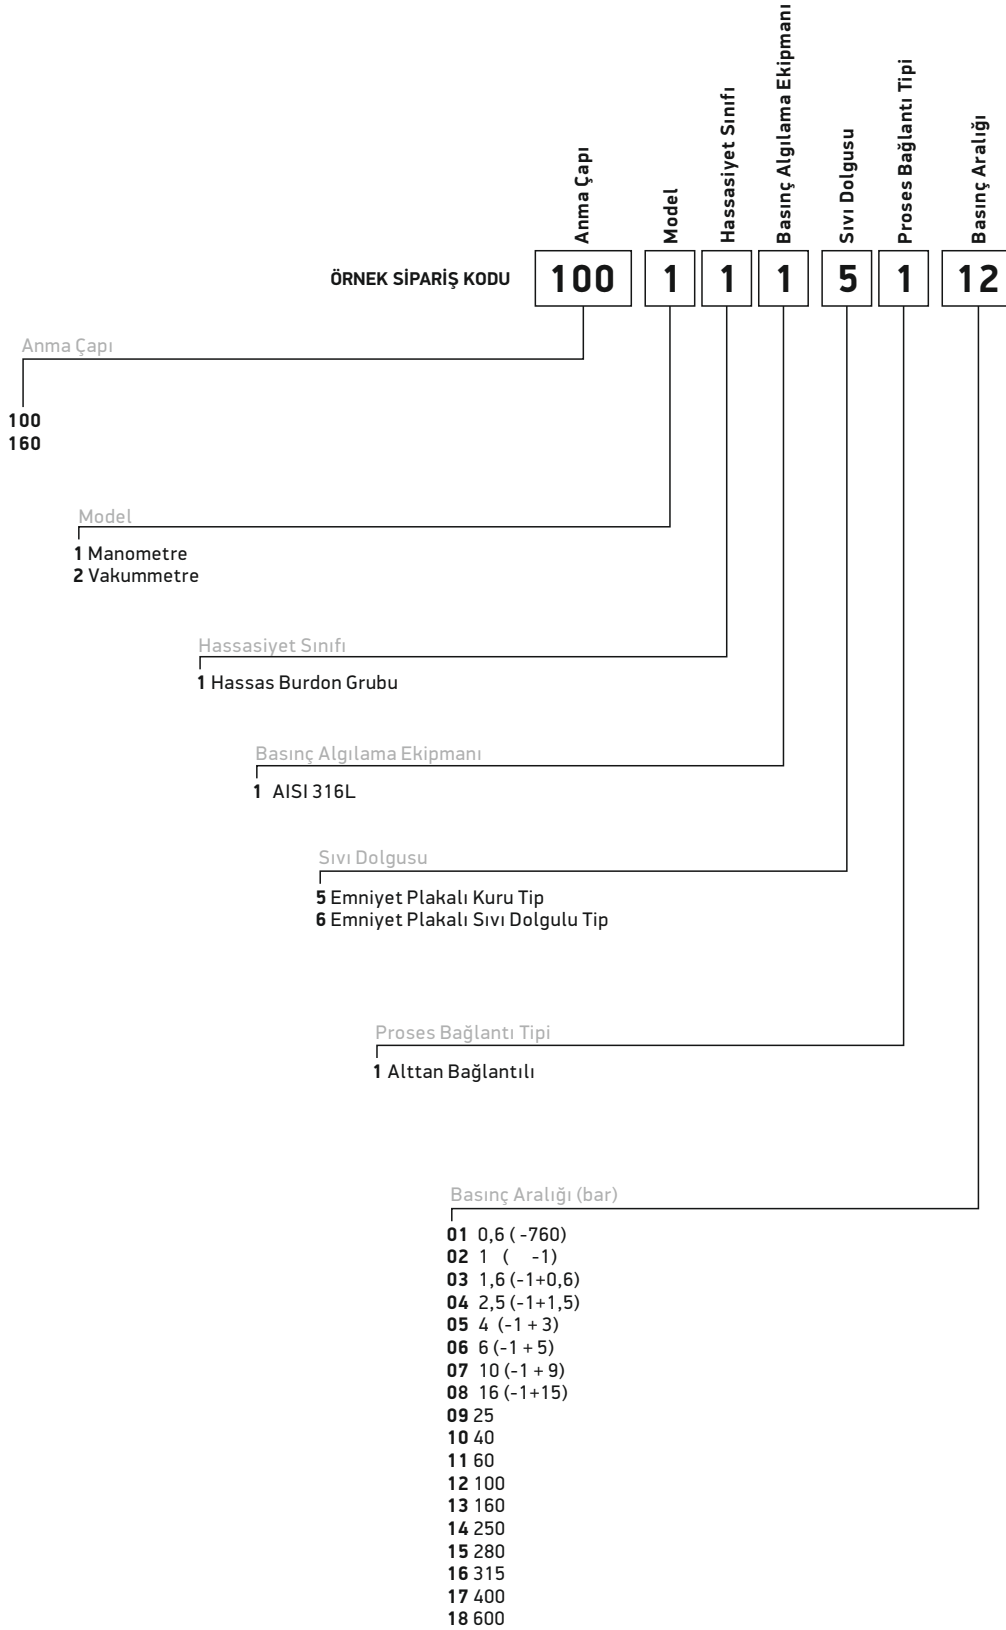 Anma Çapı
Model
Hassasiyet Sınıfı
Basınç Algılama Ekipmanı
Sıvı Dolgusu
Proses Bağlantı Tipi
Basınç Aralığı
ÖRNEK SİPARİŞ KODU 100 1 1 1 5 1 12
Anma Çapı
100
160
Model
1 Manometre
2 Vakummetre
Hassasiyet Sınıfı
1 Hassas Burdon Grubu
Basınç Algılama Ekipmanı
1 AISI 316L
Sıvı Dolgusu
5 Emniyet Plakalı Kuru Tip
6 Emniyet Plakalı Sıvı Dolgulu Tip
Proses Bağlantı Tipi
1 Alttan Bağlantılı
Basınç Aralığı (bar)
01 0,6 ( -760)
02 1 ( -1)
03 1,6 (-1+0,6)
04 2,5 (-1+1,5)
05 4 (-1 + 3)
06 6 (-1 + 5)
07 10 (-1 + 9)
08 16 (-1+15)
09 25
10 40
11 60
12 100
13 160
14 250
15 280
16 315
17 400
18 600